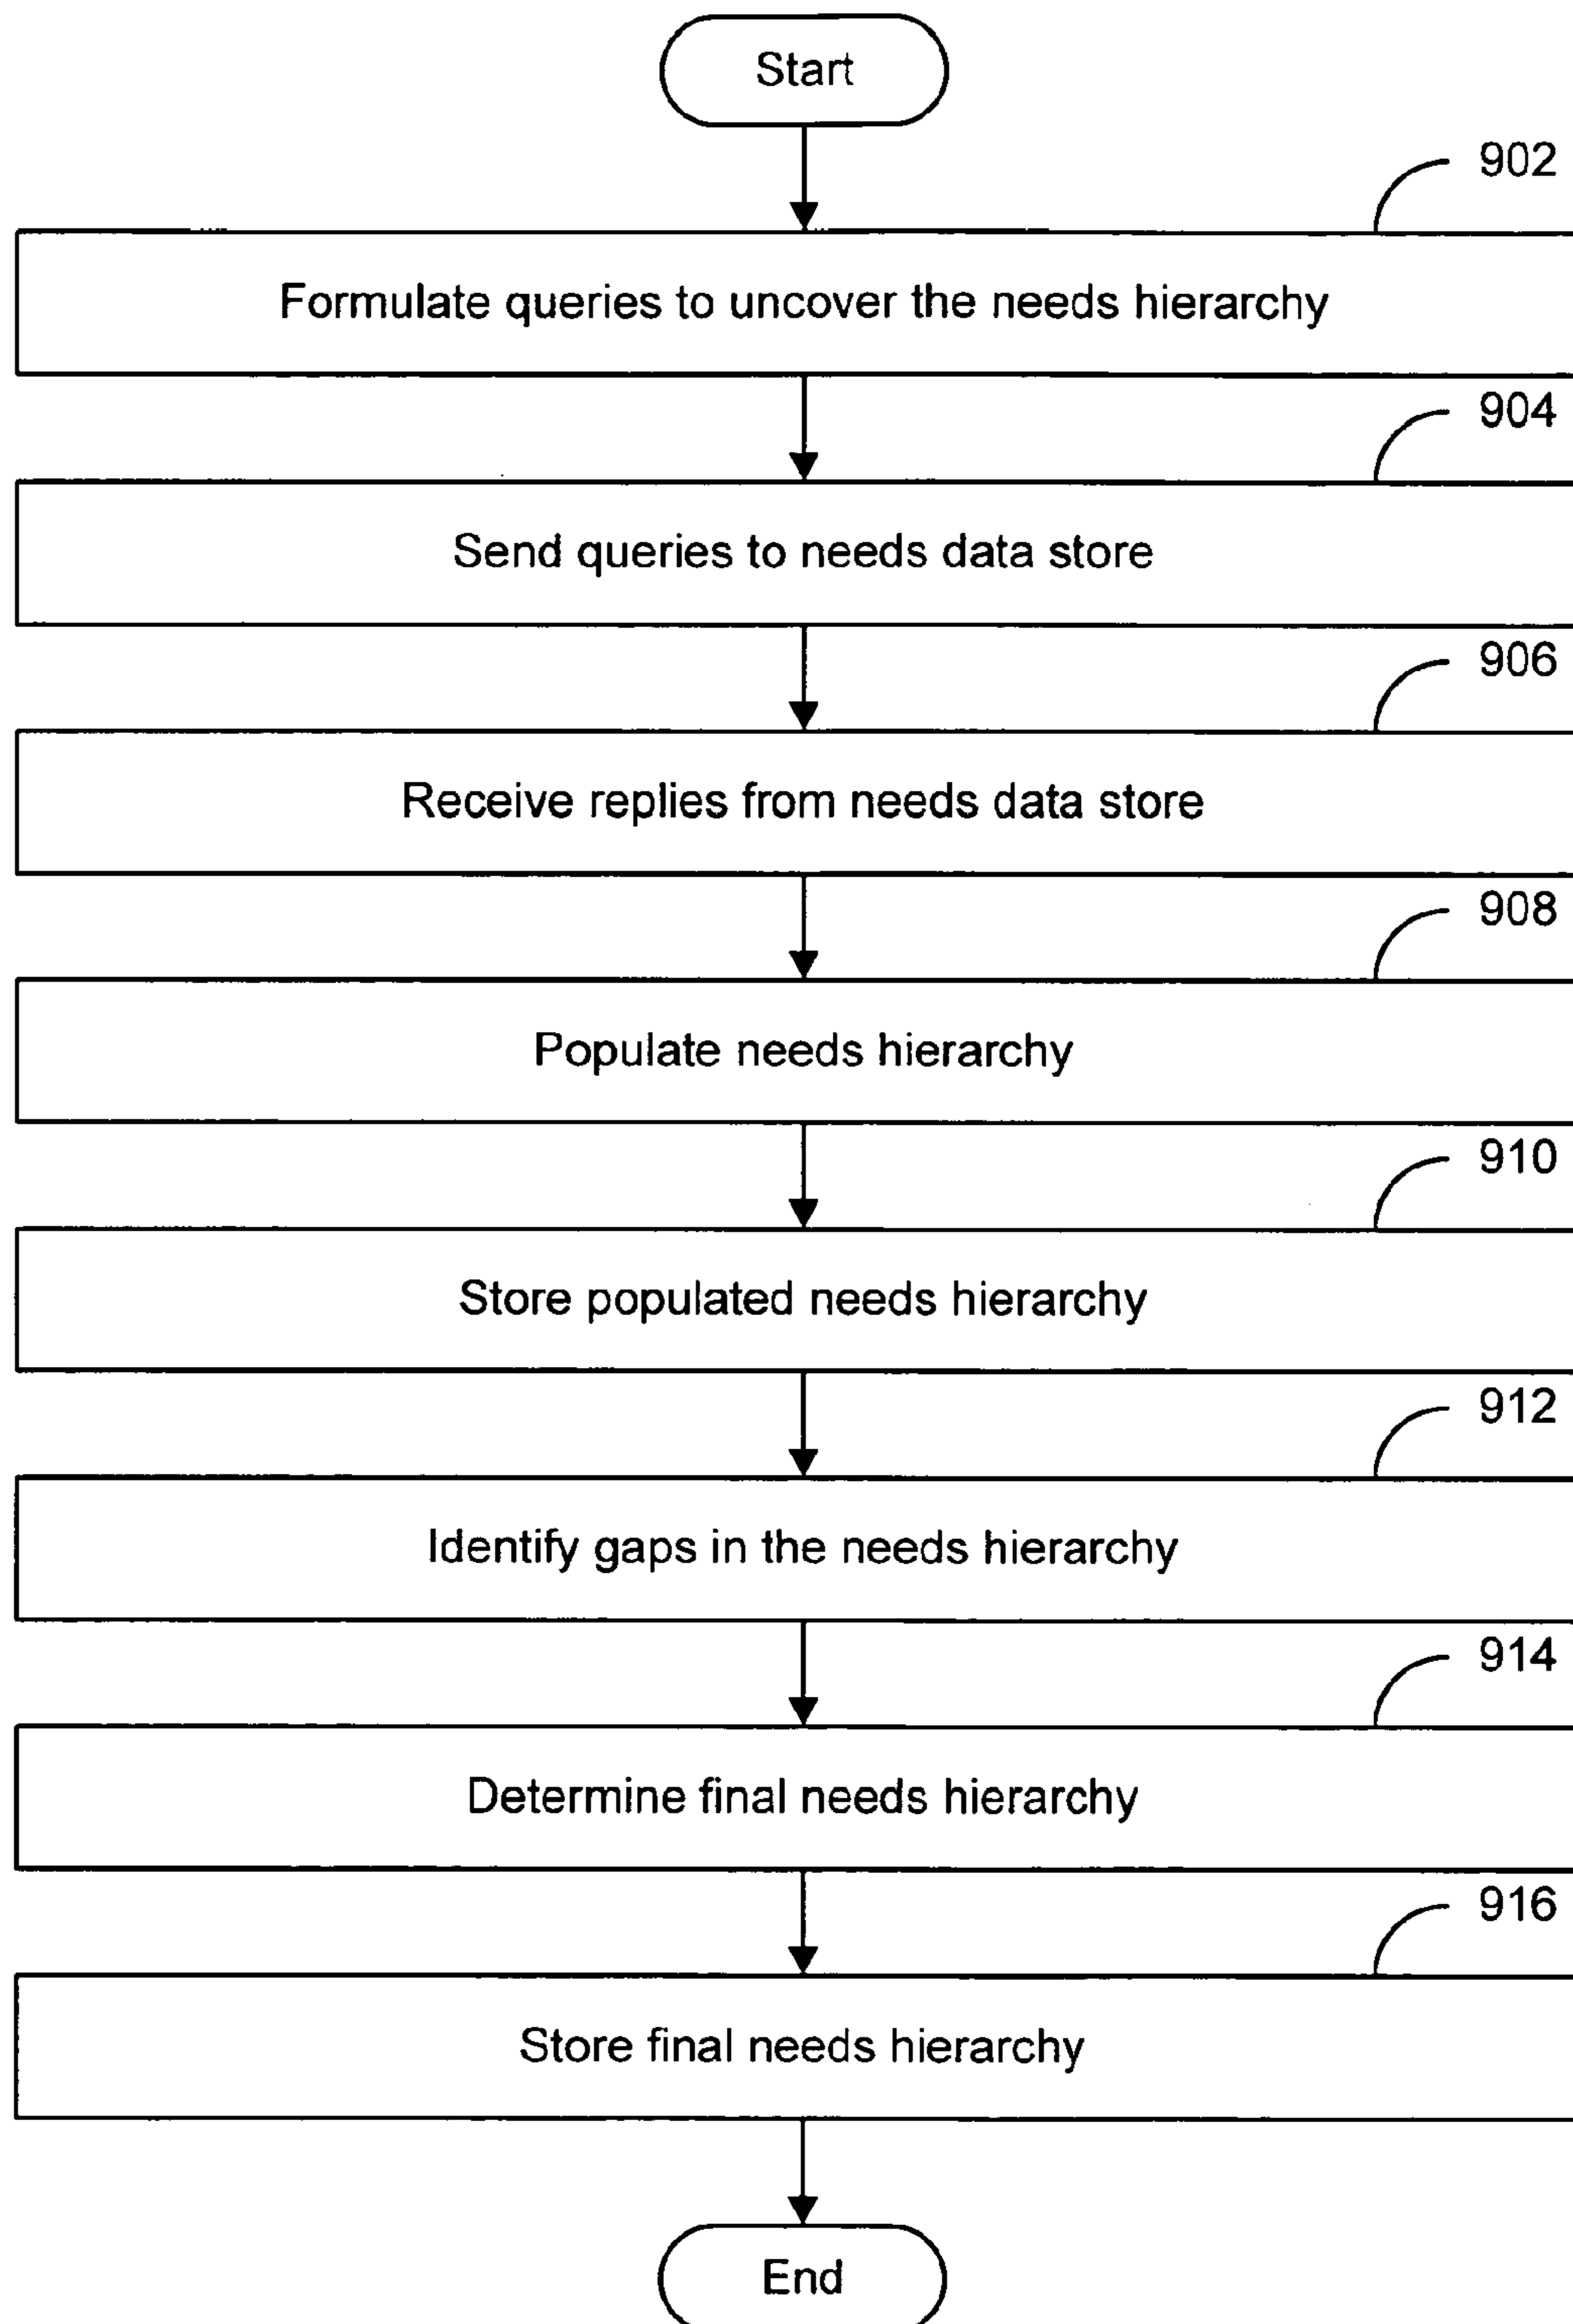 Start
902
Formulate queries to uncover the needs hierarchy
904
Send queries to needs data store
906
Receive replies from needs data store
908
Populate needs hierarchy
910
Store populated needs hierarchy
912
Identify gaps in the needs hierarchy
914
Determine final needs hierarchy
916
Store final needs hierarchy
End